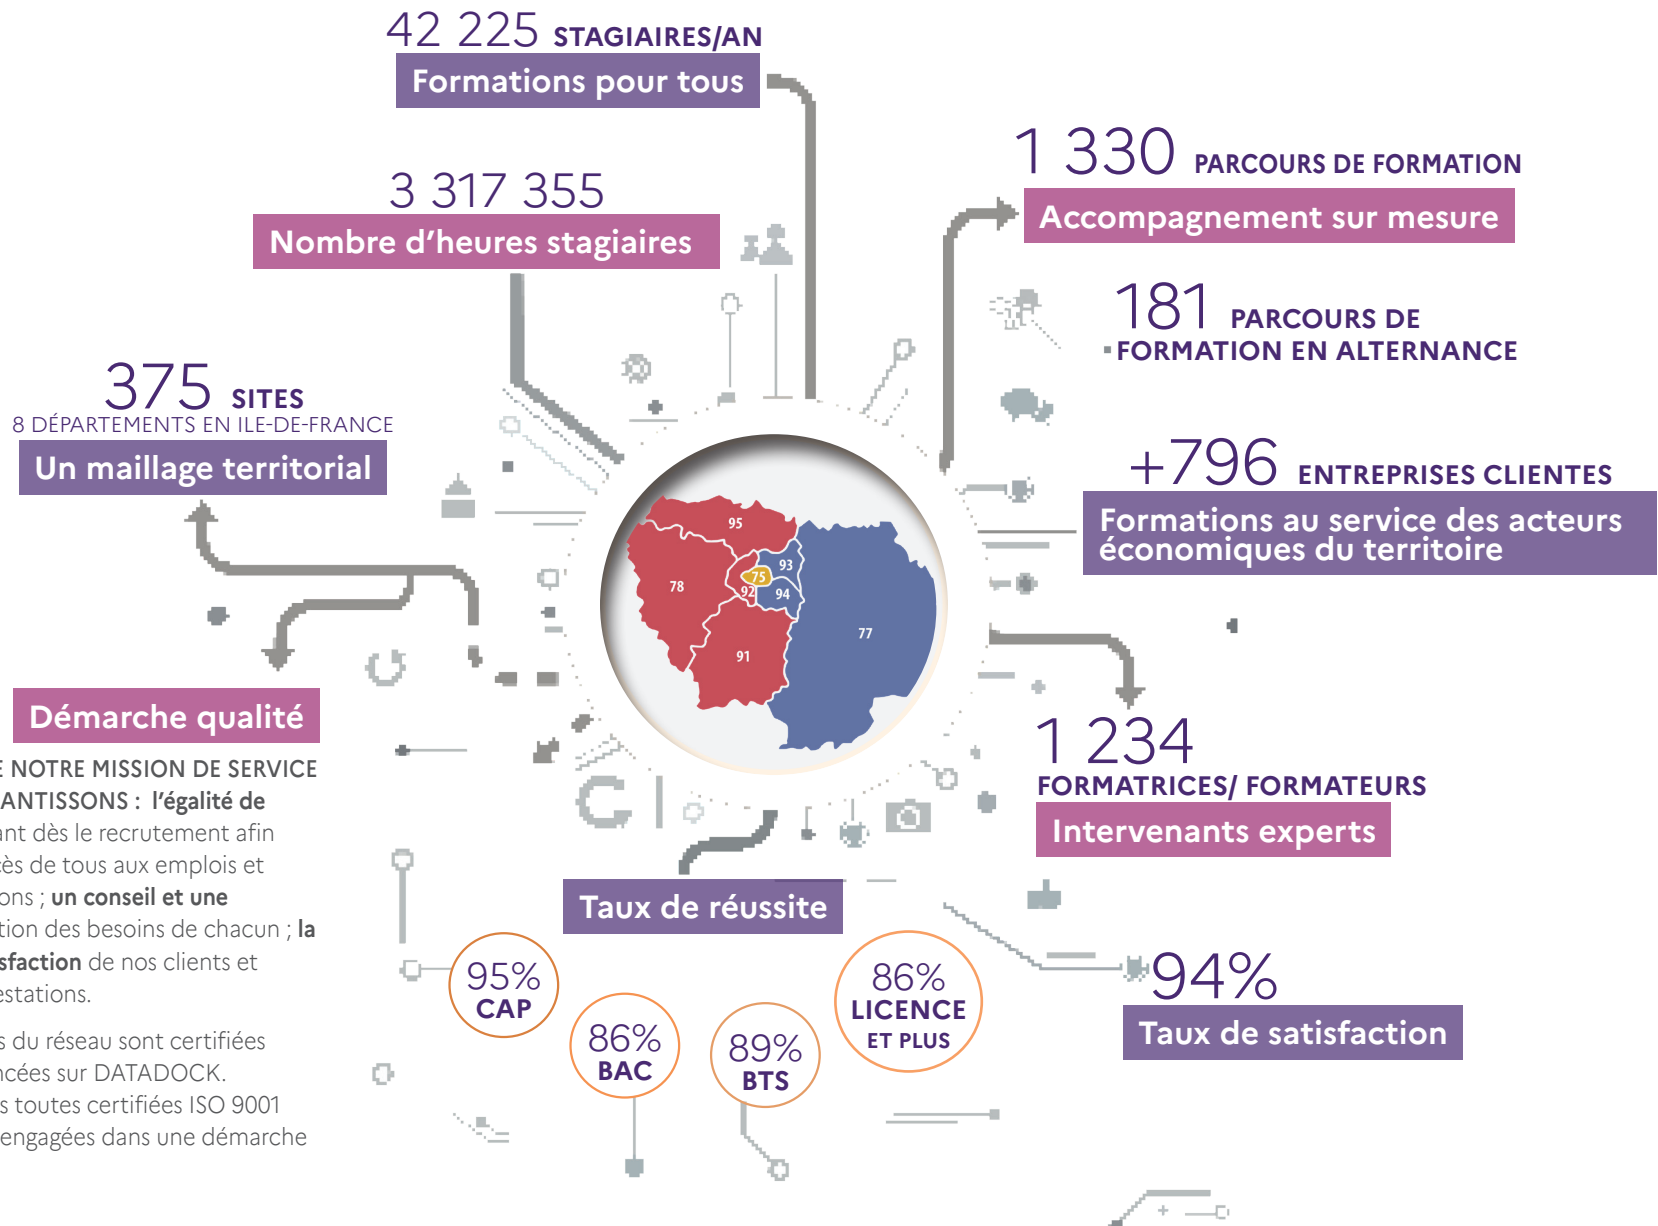 42 225 STAGIAIRES/AN
Formations pour tous
3 317 355
Nombre d'heures stagiaires
1 330 PARCOURS DE FORMATION
Accompagnement sur mesure
181 PARCOURS DE
FORMATION EN ALTERNANCE
375 SITES
8 DÉPARTEMENTS EN ILE-DE-FRANCE
Un maillage territorial
+796 ENTREPRISES CLIENTES
Formations au service des acteurs
économiques du territoire
95
93
75
78
92
94
77
91
Démarche qualité
E NOTRE MISSION DE SERVICE
ANTISSONS : l'égalité de
ant dès le recrutement afin
cès de tous aux emplois et
ons ; un conseil et une
tion des besoins de chacun ; la
sfaction de nos clients et
estations.
s du réseau sont certifiées
ncées sur DATADOCK.
s toutes certifiées ISO 9001
engagées dans une démarche
1 234
FORMATRICES/ FORMATEURS
Intervenants experts
Taux de réussite
95%
CAP
86%
BAC
89%
BTS
86%
LICENCE
ET PLUS
94%
Taux de satisfaction